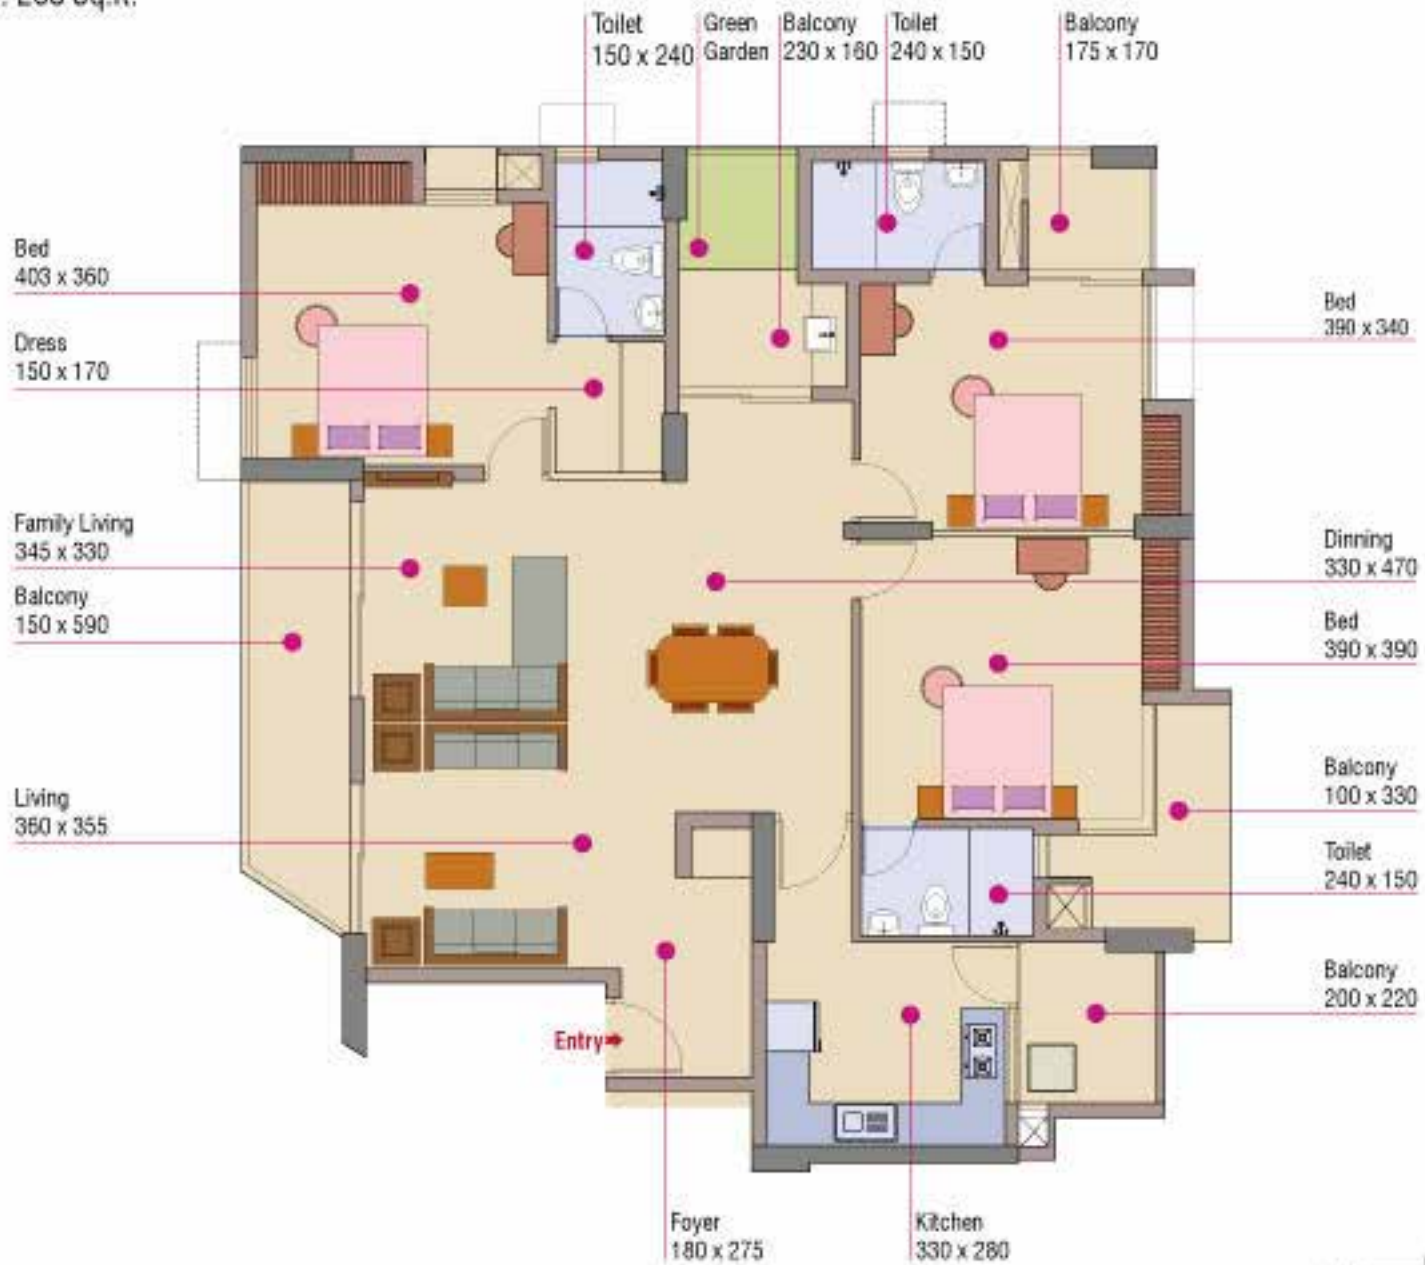 Toilet
150 x 240
Green
Garden
Balcony
230 x 160
Toilet
240 x 150
Balcony
175 x 170
Bed
403 x 360
Dress
150 x 170
Family Living
345 x 330
Balcony
150 x 590
Living
360 x 355
Bed
390 x 340
Dinning
330 x 470
Bed
390 x 390
Balcony
100 x 330
Toilet
240 x 150
Balcony
200 x 220
Entry
Foyer
180 x 275
Kitchen
330 x 280